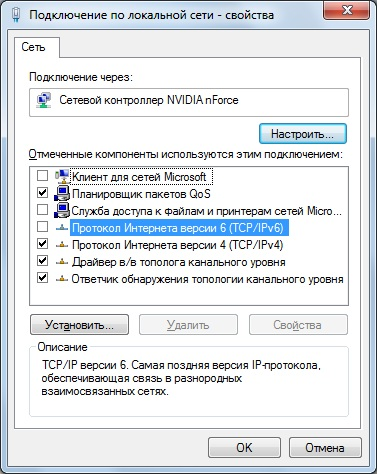 Подключение по локальной сети - свойства
Сеть
Подключение через:
Сетевой контроллер NVIDIA nForce
Настроить...
Отмеченные компоненты используются этим подключением:
Клиент для сетей Microsoft
Планировщик пакетов QoS
Служба доступа к файлам и принтерам сетей Micro...
Протокол Интернета версии 6 (TCP/IPv6)
Протокол Интернета версии 4 (TCP/IPv4)
Драйвер в/в тополога канального уровня
Ответчик обнаружения топологии канального уровня
Установить...
Удалить
Свойства
Описание
TCP/IP версии 6. Самая поздняя версия IP-протокола,
обеспечивающая связь в разнородных
взаимосвязанных сетях.
OK
Отмена